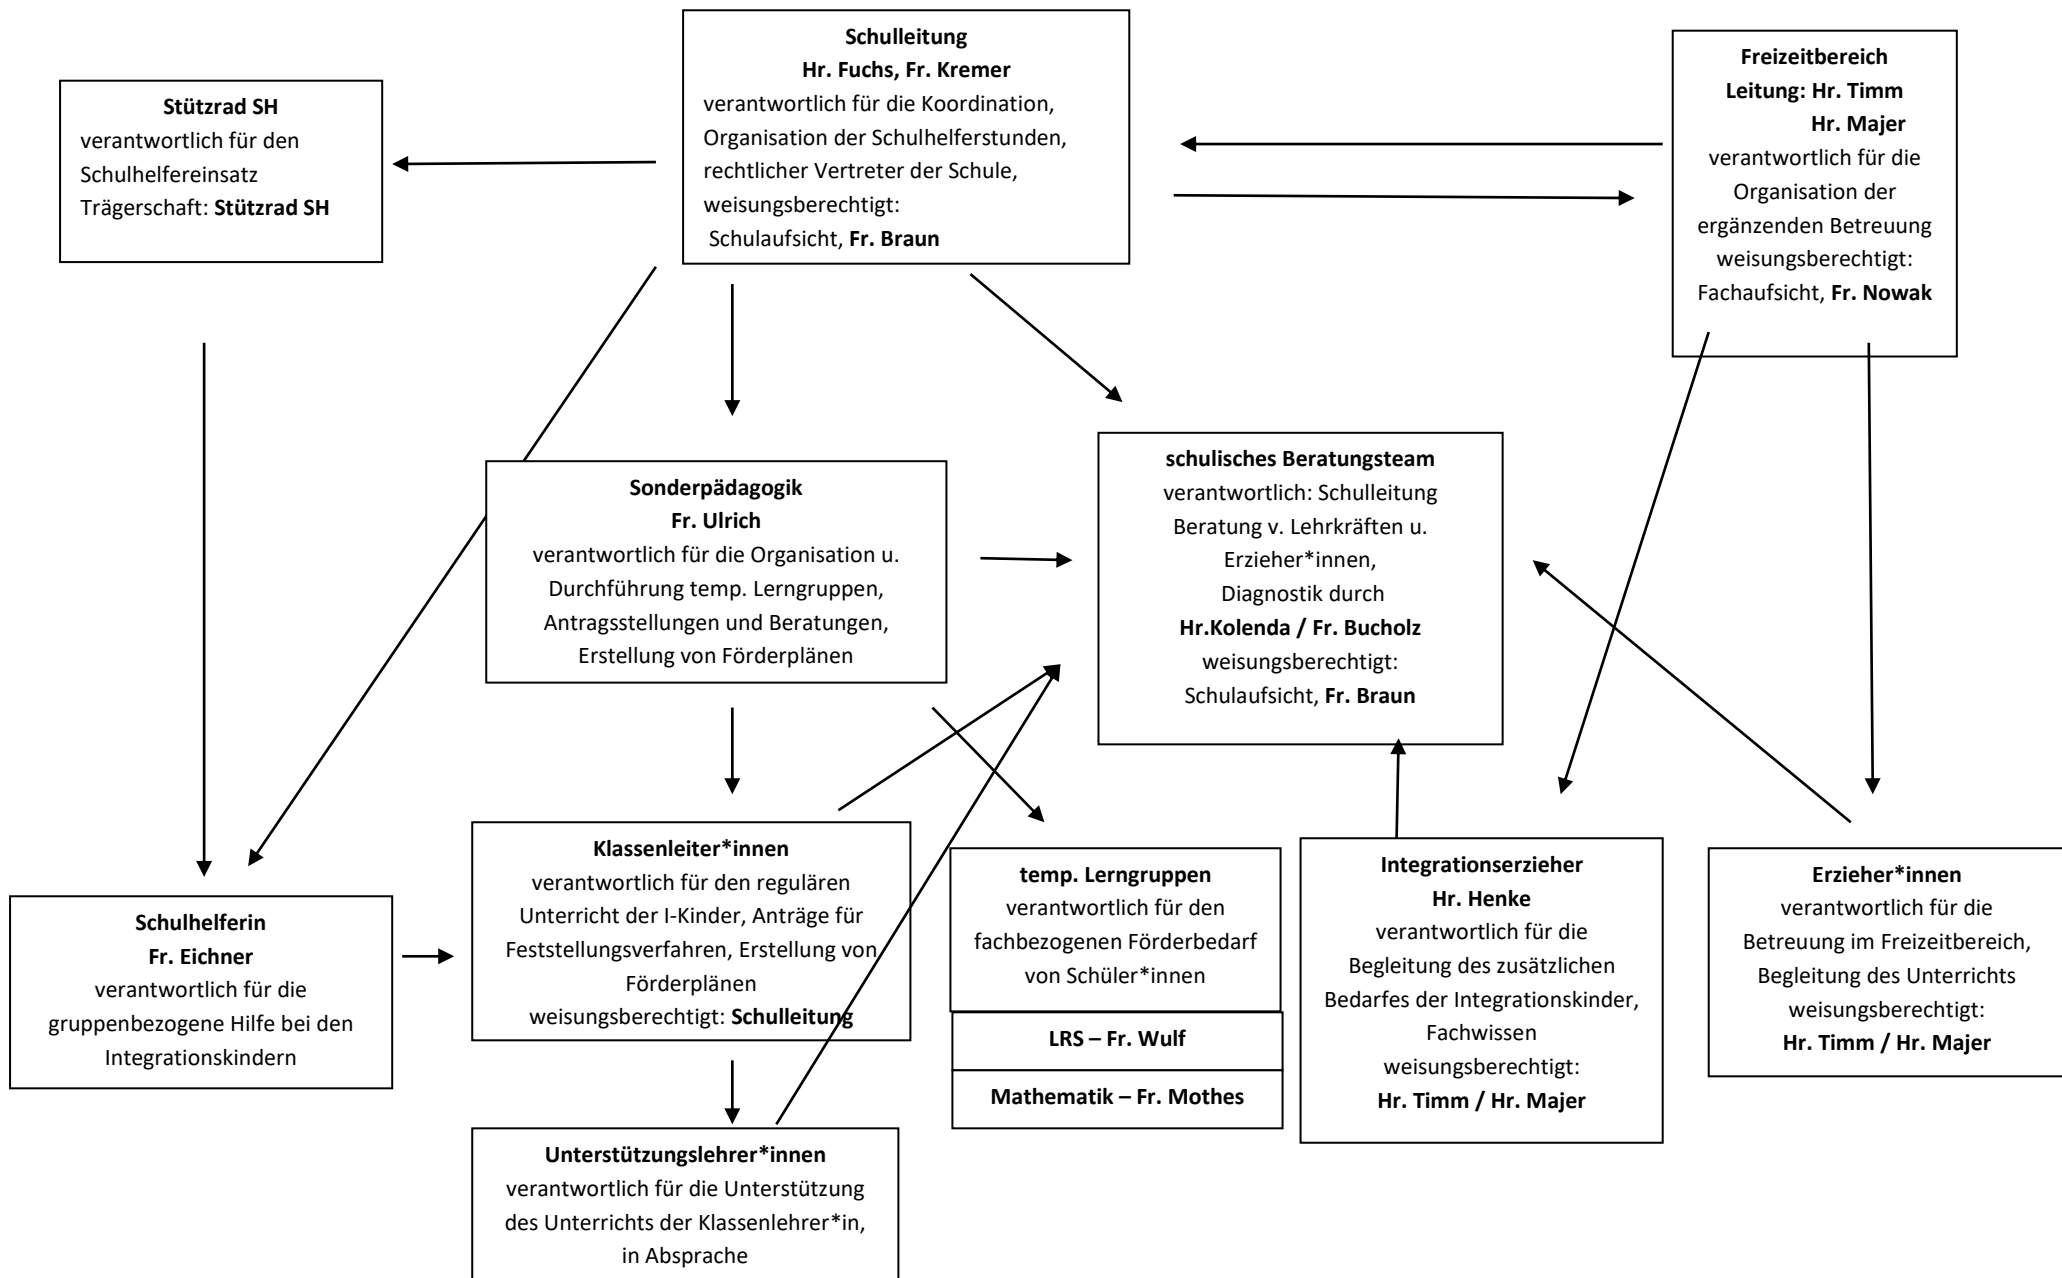 Schulleitung
Hr. Fuchs, Fr. Kremer
verantwortlich für die Koordination,
Organisation der Schulhelferstunden,
rechtlicher Vertreter der Schule,
weisungsberechtigt:
Schulaufsicht, Fr. Braun
Freizeitbereich
Leitung: Hr. Timm
Hr. Majer
verantwortlich für die
Organisation der
ergänzenden Betreuung
weisungsberechtigt:
Fachaufsicht, Fr. Nowak
Stützrad SH
verantwortlich für den
Schulhelfereinsatz
Trägerschaft: Stützrad SH
Sonderpädagogik
Fr. Ulrich
verantwortlich für die Organisation u.
Durchführung temp. Lerngruppen,
Antragsstellungen und Beratungen,
Erstellung von Förderplänen
schulisches Beratungsteam
verantwortlich: Schulleitung
Beratung v. Lehrkräften u.
Erzieher*innen,
Diagnostik durch
Hr.Kolenda / Fr. Bucholz
weisungsberechtigt:
Schulaufsicht, Fr. Braun
Schulhelferin
Fr. Eichner
verantwortlich für die
gruppenbezogene Hilfe bei den
Integrationskindern
Klassenleiter*innen
verantwortlich für den regulären
Unterricht der I-Kinder, Anträge für
Feststellungsverfahren, Erstellung von
Förderplänen
weisungsberechtigt: Schulleitung
temp. Lerngruppen
verantwortlich für den
fachbezogenen Förderbedarf
von Schüler*innen
LRS – Fr. Wulf
Mathematik – Fr. Mothes
Integrationserzieher
Hr. Henke
verantwortlich für die
Begleitung des zusätzlichen
Bedarfes der Integrationskinder,
Fachwissen
weisungsberechtigt:
Hr. Timm / Hr. Majer
Erzieher*innen
verantwortlich für die
Betreuung im Freizeitbereich,
Begleitung des Unterrichts
weisungsberechtigt:
Hr. Timm / Hr. Majer
Unterstützungslehrer*innen
verantwortlich für die Unterstützung
des Unterrichts der Klassenlehrer*in,
in Absprache